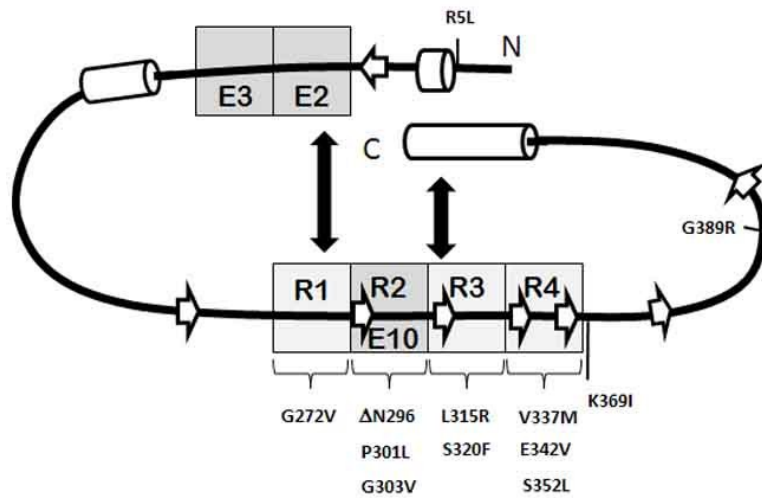 R5L
N
E3 E2
C
G389R
R1 R2 R3 R4
E10
K369I
G272V ΔN296 L315R V337M
P301L S320F E342V
G303V S352L